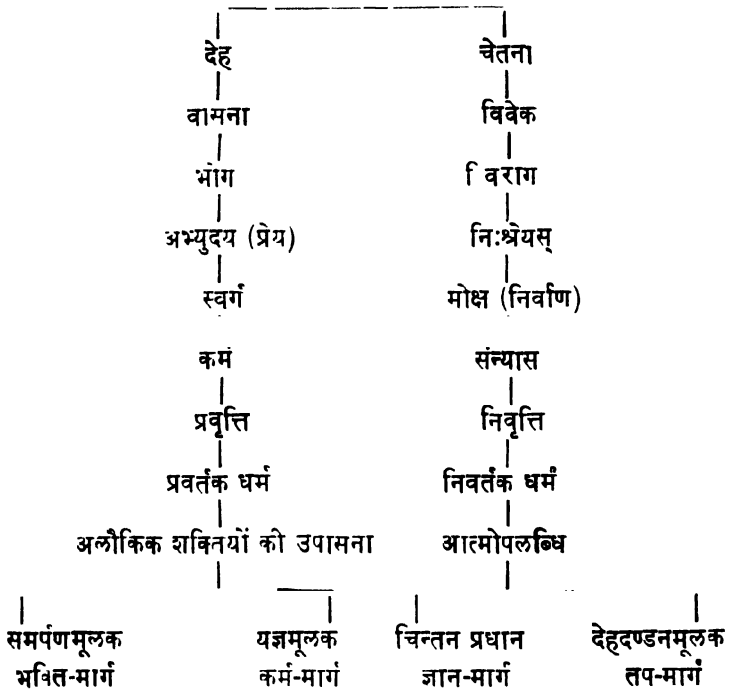 देह चेतना
वासना विवेक
भोग विराग
अभ्युदय (प्रेय) निःश्रेयस्
स्वर्ग मोक्ष (निर्वाण)
कर्म संन्यास
प्रवृत्ति निवृत्ति
प्रवर्तक धर्म निवर्तक धर्म
अलौकिक शक्तियों की उपासना आत्मोपलब्धि
समर्पणमूलक यज्ञमूलक चिन्तन प्रधान देहदण्डनमूलक
भक्ति-मार्ग कर्म-मार्ग ज्ञान-मार्ग तप-मार्ग